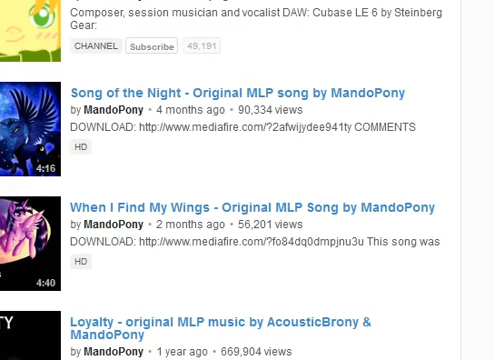 Composer, session musician and vocalist DAW: Cubase LE 6 by Steinberg
Gear:
CHANNEL Subscribe 49,191
Song of the Night - Original MLP song by MandoPony
by MandoPony • 4 months ago • 90,334 views
DOWNLOAD: http://www.mediafire.com/?2afwijydee941ty COMMENTS
HD
4:16
When I Find My Wings - Original MLP Song by MandoPony
by MandoPony • 2 months ago • 56,201 views
DOWNLOAD: http://www.mediafire.com/?fo84dq0dmpjnu3u This song was
HD
4:40
Loyalty - original MLP music by AcousticBrony &
MandoPony
by MandoPony • 1 year ago • 669,904 views